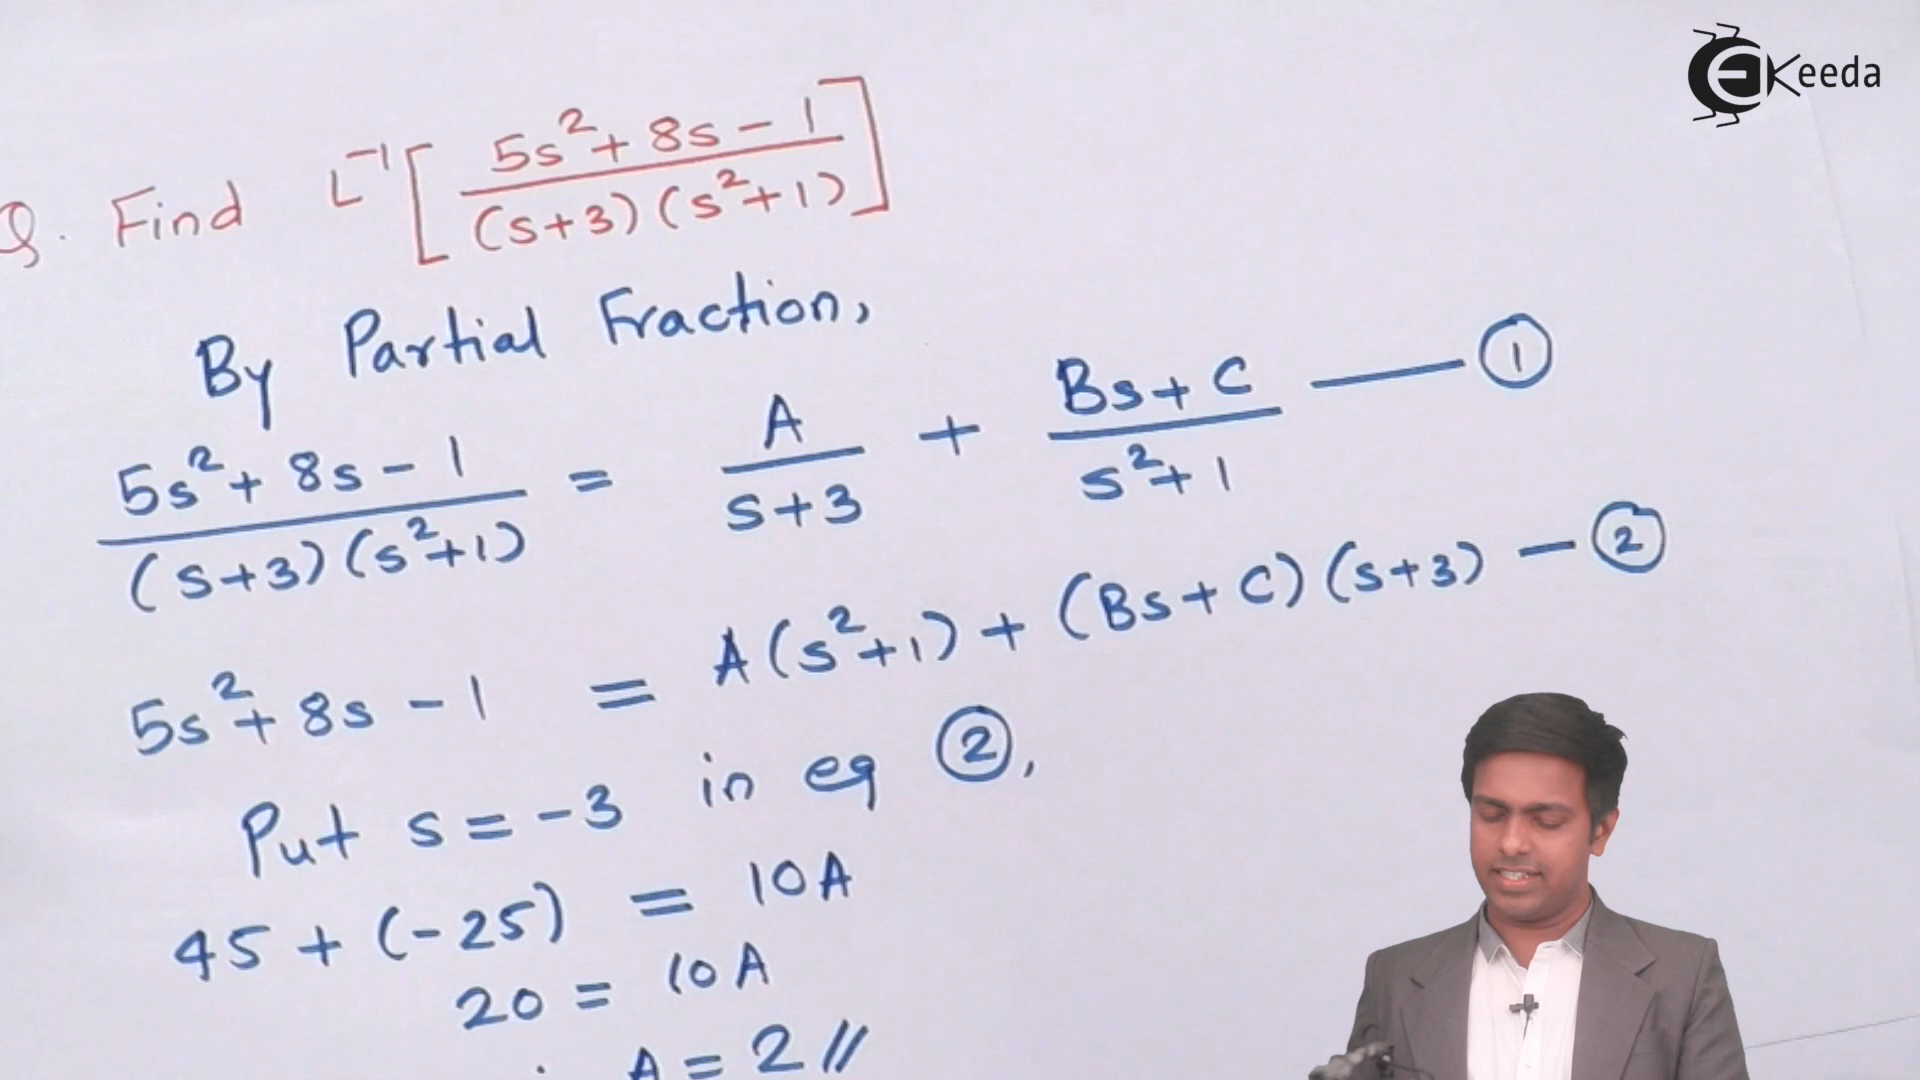 Keeda
Q. Find L⁻¹[(5s²+8s-1)/((s+3)(s²+1))]
By Partial Fraction,
(5s²+8s-1)/((s+3)(s²+1)) = A/(s+3) + (Bs+C)/(s²+1) — ①
5s²+8s-1 = A(s²+1)+(Bs+C)(s+3) — ②
Put s=-3 in eq ②,
45+(-25) = 10A
20 = 10A
∴ A=2//